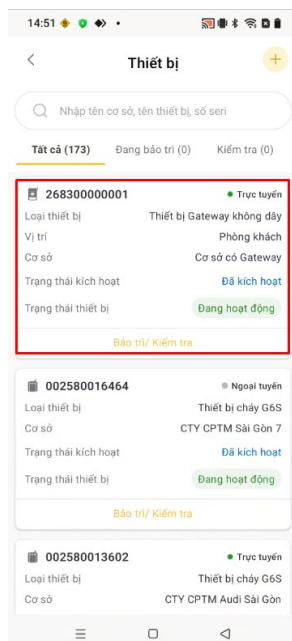 14:51
Thiết bị
Nhập tên cơ sở, tên thiết bị, số seri
Tất cả (173) Đang bảo trì (0) Kiểm tra (0)
268300000001 Trực tuyến
Loại thiết bị Thiết bị Gateway không dây
Vị trí Phòng khách
Cơ sở Cơ sở có Gateway
Trạng thái kích hoạt Đã kích hoạt
Trạng thái thiết bị Đang hoạt động
Bảo trì/ Kiểm tra
002580016464 Ngoại tuyến
Loại thiết bị Thiết bị cháy G6S
Cơ sở CTY CPTM Sài Gòn 7
Trạng thái kích hoạt Đã kích hoạt
Trạng thái thiết bị Đang hoạt động
Bảo trì/ Kiểm tra
002580013602 Trực tuyến
Loại thiết bị Thiết bị cháy G6S
Cơ sở CTY CPTM Audi Sài Gòn